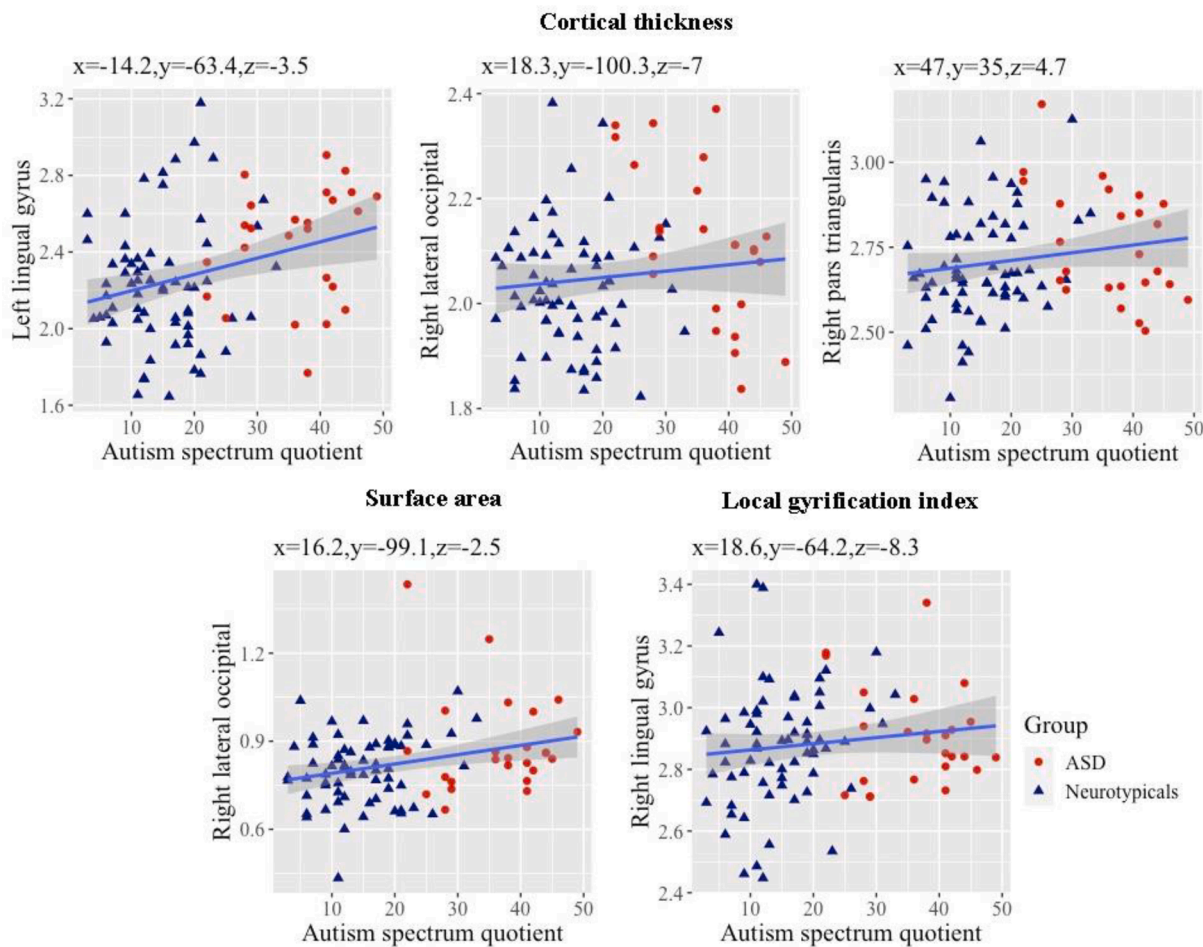 Cortical thickness
x=-14.2,y=-63.4,z=-3.5
x=18.3,y=-100.3,z=-7
x=47,y=35,z=4.7
Left lingual gyrus
3.2
2.8
2.4
2.0
1.6
10 20 30 40 50
Autism spectrum quotient
Right lateral occipital
2.4
2.2
2.0
1.8
10 20 30 40 50
Autism spectrum quotient
Right pars triangularis
3.00
2.75
2.50
10 20 30 40 50
Autism spectrum quotient
Surface area
x=16.2,y=-99.1,z=-2.5
Right lateral occipital
1.2
0.9
0.6
10 20 30 40 50
Autism spectrum quotient
Local gyrification index
x=18.6,y=-64.2,z=-8.3
Right lingual gyrus
3.4
3.2
3.0
2.8
2.6
2.4
10 20 30 40 50
Autism spectrum quotient
Group
ASD
Neurotypicals